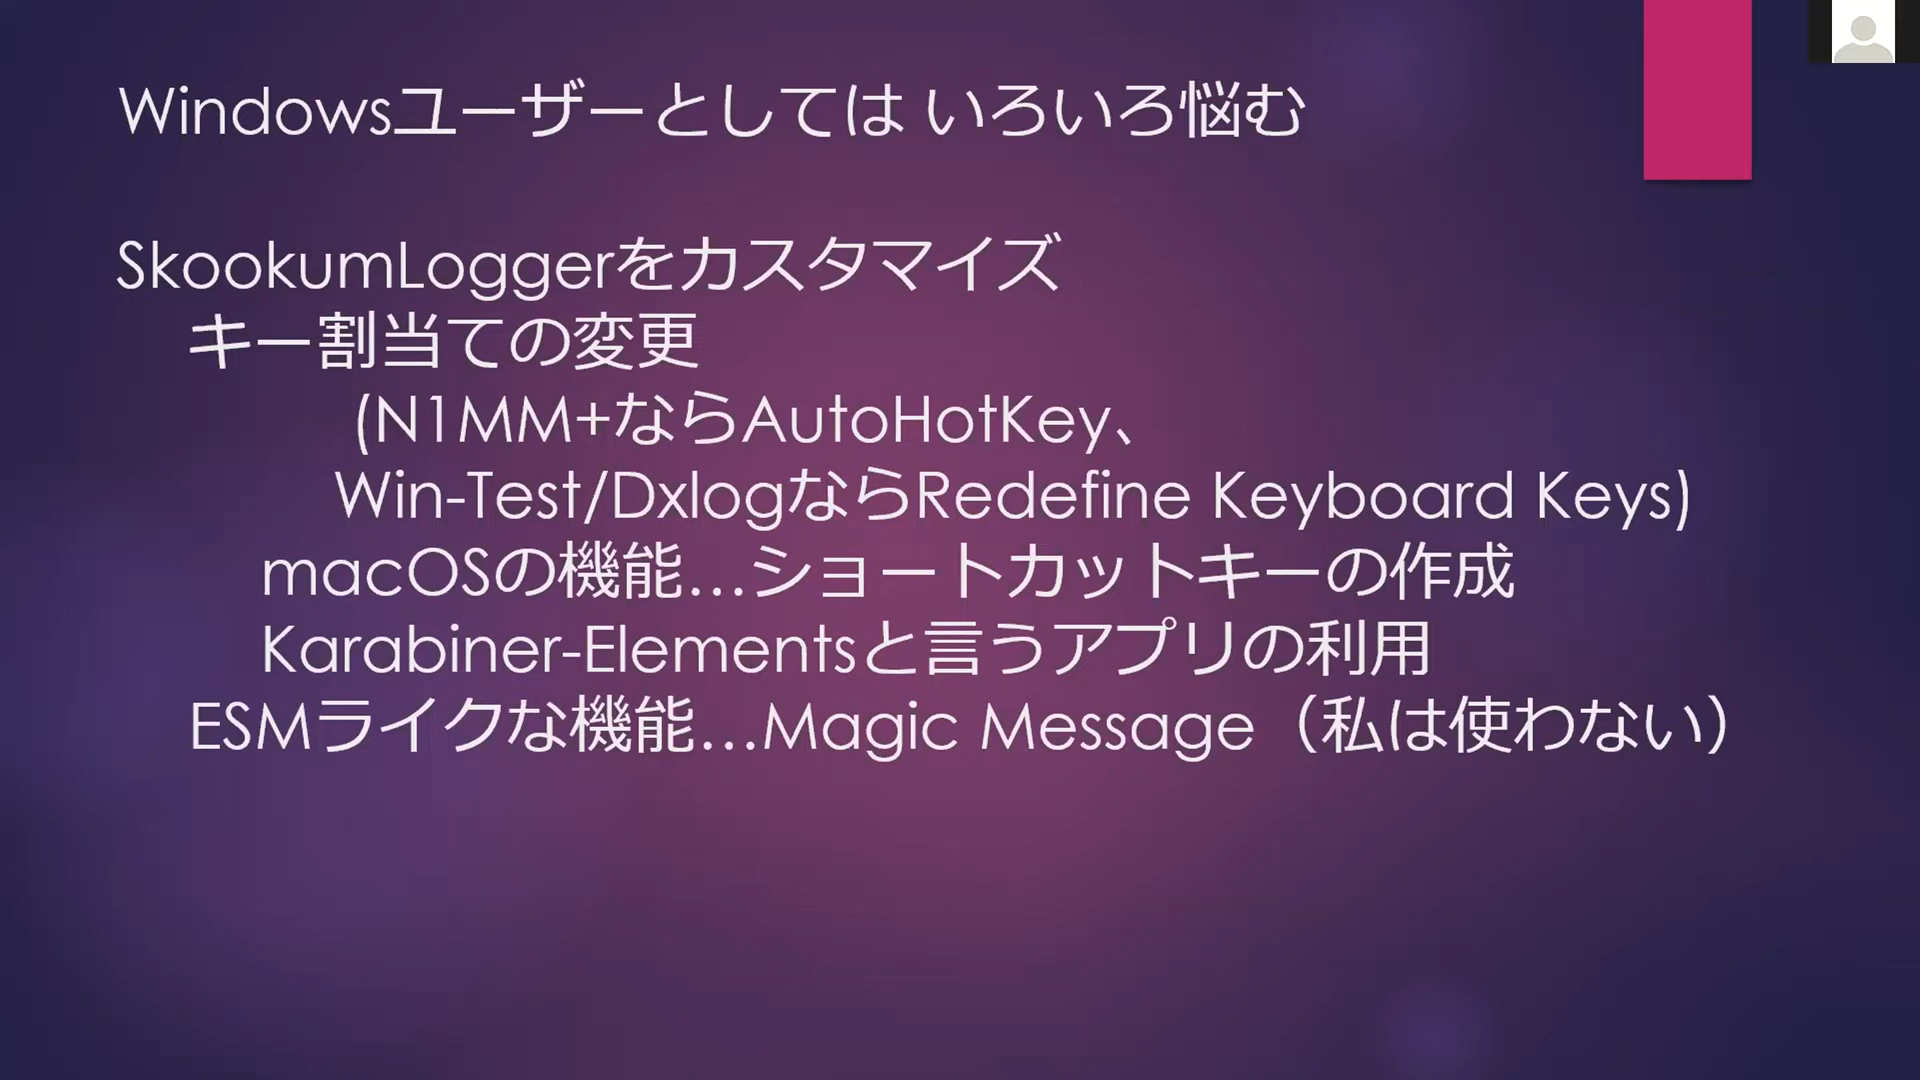 Windowsユーザーとしては いろいろ悩む
SkookumLoggerをカスタマイズ
キー割当ての変更
(N1MM+ならAutoHotKey、
Win-Test/DxlogならRedefine Keyboard Keys)
macOSの機能…ショートカットキーの作成
Karabiner-Elementsと言うアプリの利用
ESMライクな機能…Magic Message（私は使わない）